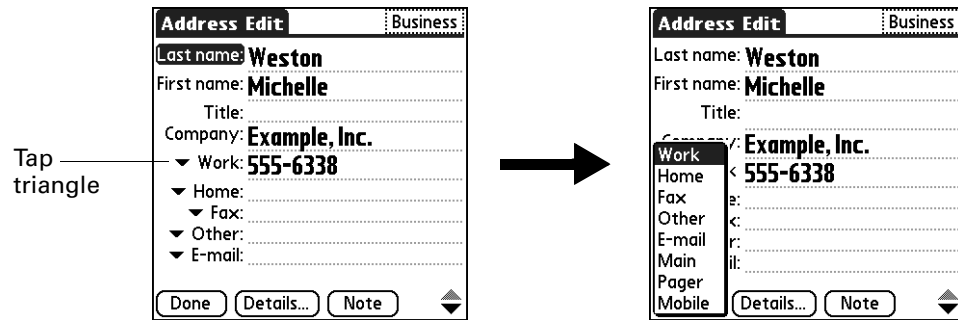 Address Edit Business
Last name: Weston
First name: Michelle
Title:
Company: Example, Inc.
Work: 555-6338
Home:
Fax:
Other:
E-mail:
Done Details... Note
Tap
triangle
Address Edit Business
Last name: Weston
First name: Michelle
Title:
Example, Inc.
555-6338
Work
Home
Fax
Other
E-mail
Main
Pager
Mobile
Details... Note